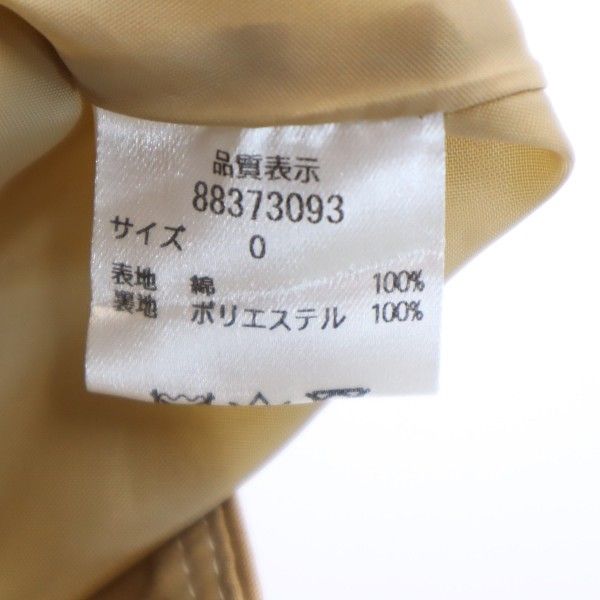 品質表示
88373093
サイズ 0
表地 綿 100%
裏地 ポリエステル 100%